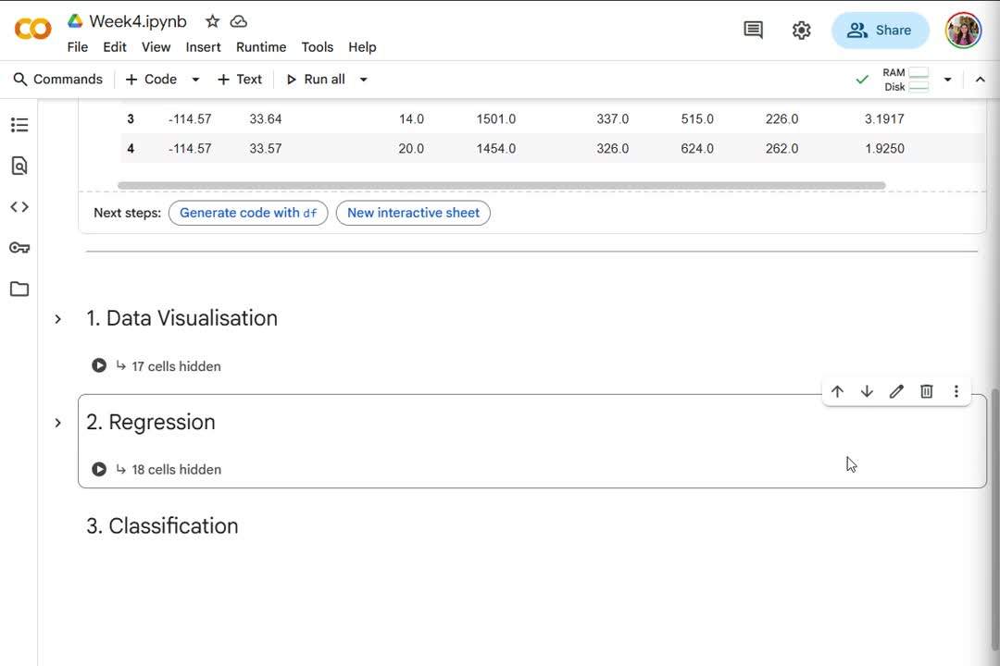 Week4.ipynb
File Edit View Insert Runtime Tools Help
Share
Commands + Code + Text Run all
RAM
Disk
3 -114.57 33.64 14.0 1501.0 337.0 515.0 226.0 3.1917
4 -114.57 33.57 20.0 1454.0 326.0 624.0 262.0 1.9250
Next steps: Generate code with df New interactive sheet
1. Data Visualisation
17 cells hidden
2. Regression
18 cells hidden
3. Classification